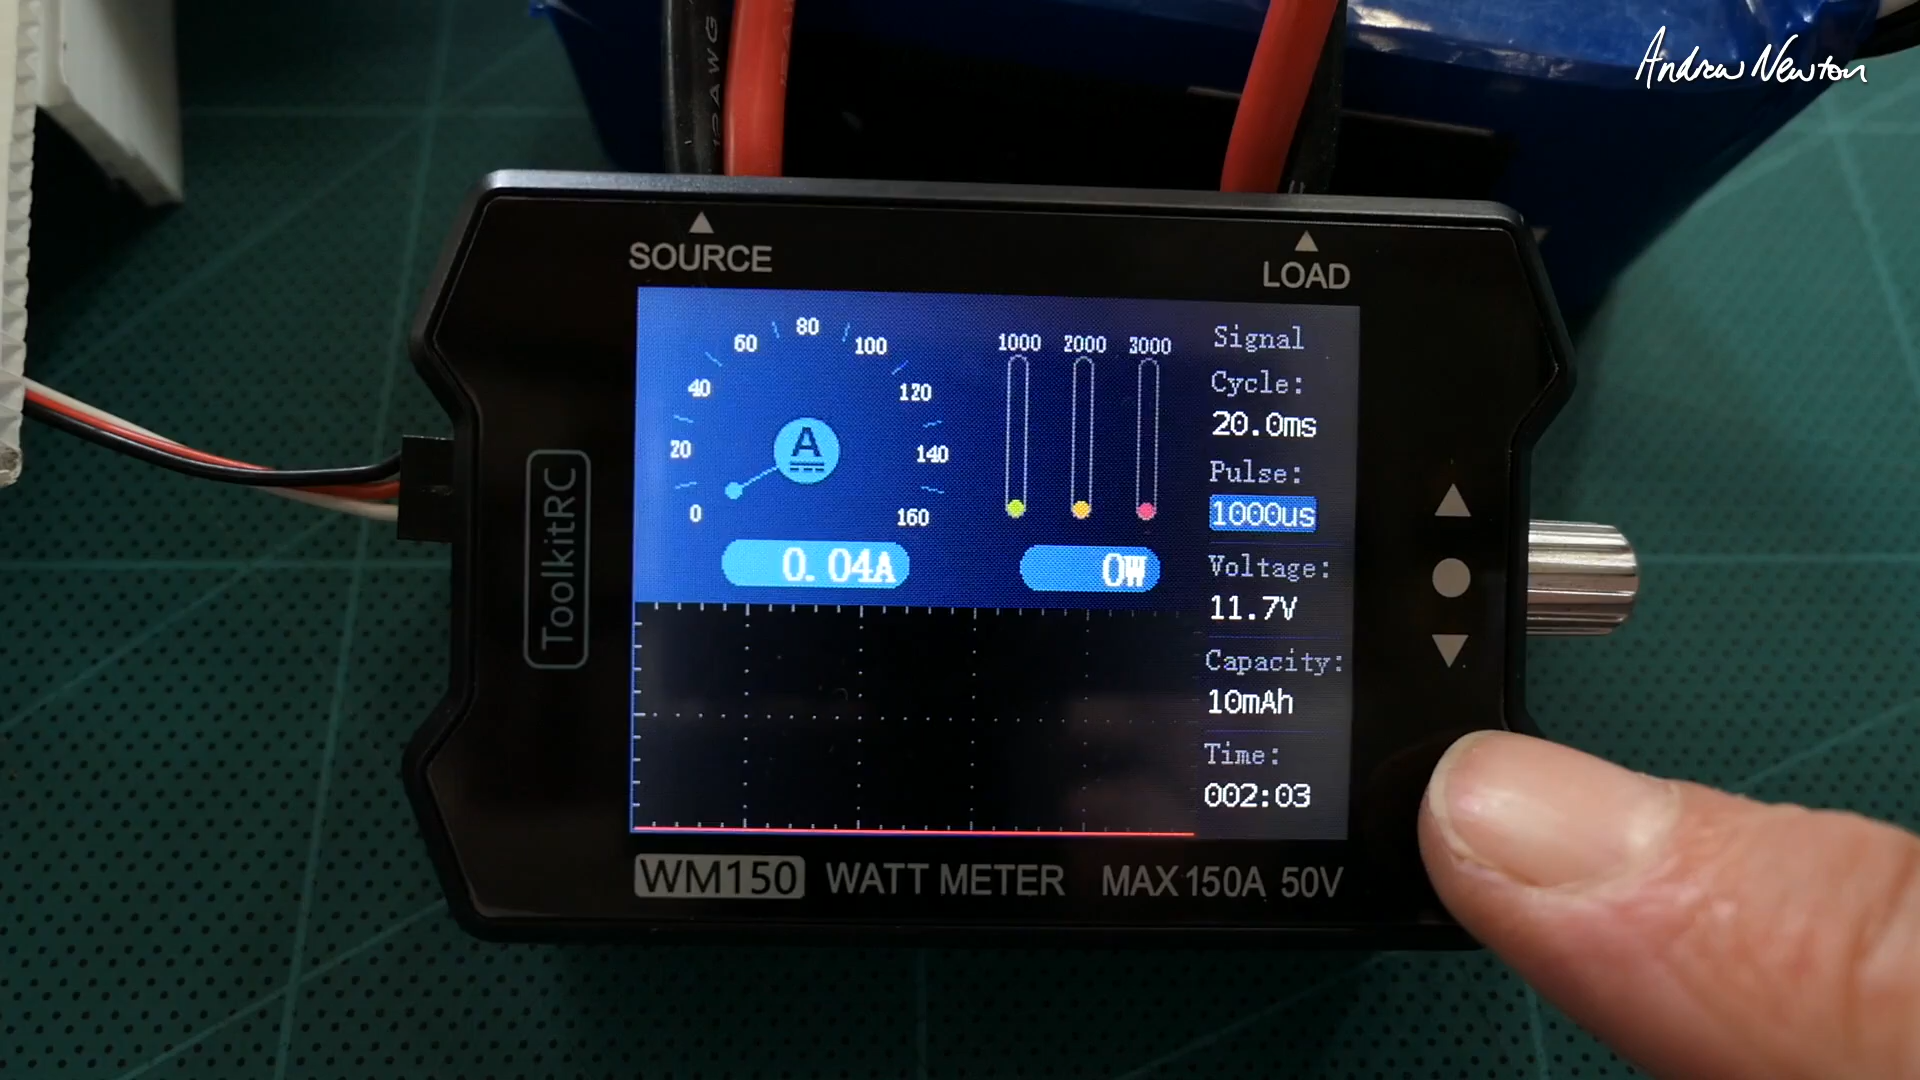 Andrew Newton
12AWG
SOURCE
LOAD
0
20
40
60
80
100
120
140
160
A
0.04A
1000 2000 3000
0W
Signal
Cycle:
20.0ms
Pulse:
1000us
Voltage:
11.7V
Capacity:
10mAh
Time:
002:03
ToolkitRC
WM150 WATT METER MAX 150A 50V